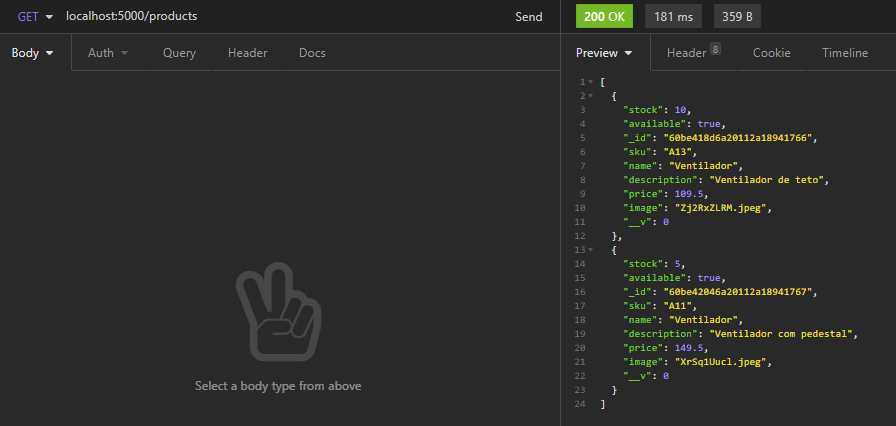 GET localhost:5000/products Send 200 OK 181 ms 359 B
Body Auth Query Header Docs Preview Header 8 Cookie Timeline
1 [
2 {
3 "stock": 10,
4 "available": true,
5 "_id": "60be418d6a20112a18941766",
6 "sku": "A13",
7 "name": "Ventilador",
8 "description": "Ventilador de teto",
9 "price": 109.5,
10 "image": "Zj2RxZLRM.jpeg",
11 "__v": 0
12 },
13 {
14 "stock": 5,
15 "available": true,
16 "_id": "60be42046a20112a18941767",
17 "sku": "A11",
18 "name": "Ventilador",
19 "description": "Ventilador com pedestal",
20 "price": 149.5,
21 "image": "XrSq1Uucl.jpeg",
22 "__v": 0
23 }
24 ]
Select a body type from above